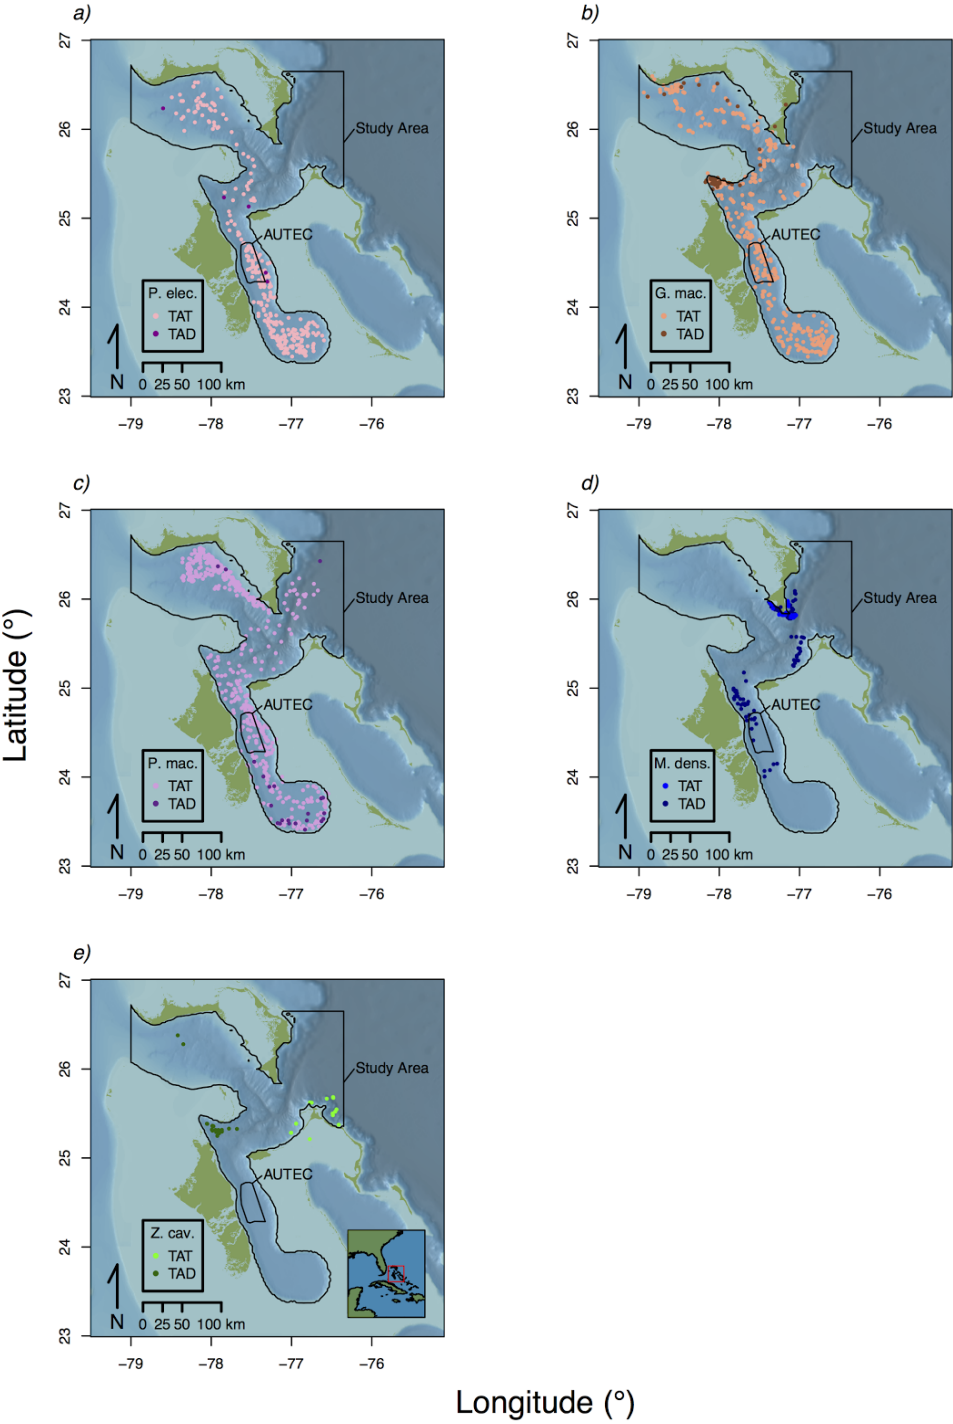 a)
27
26
25
24
23
Study Area
AUTEC
P. elec.
TAT
TAD
N
0 25 50 100 km
−79 −78 −77 −76
b)
27
26
25
24
23
Study Area
AUTEC
G. mac.
TAT
TAD
N
0 25 50 100 km
−79 −78 −77 −76
c)
27
26
25
24
23
Study Area
AUTEC
P. mac.
TAT
TAD
N
0 25 50 100 km
−79 −78 −77 −76
d)
27
26
25
24
23
Study Area
AUTEC
M. dens.
TAT
TAD
N
0 25 50 100 km
−79 −78 −77 −76
Latitude (°)
e)
27
26
25
24
23
Study Area
AUTEC
Z. cav.
TAT
TAD
N
0 25 50 100 km
−79 −78 −77 −76
Longitude (°)